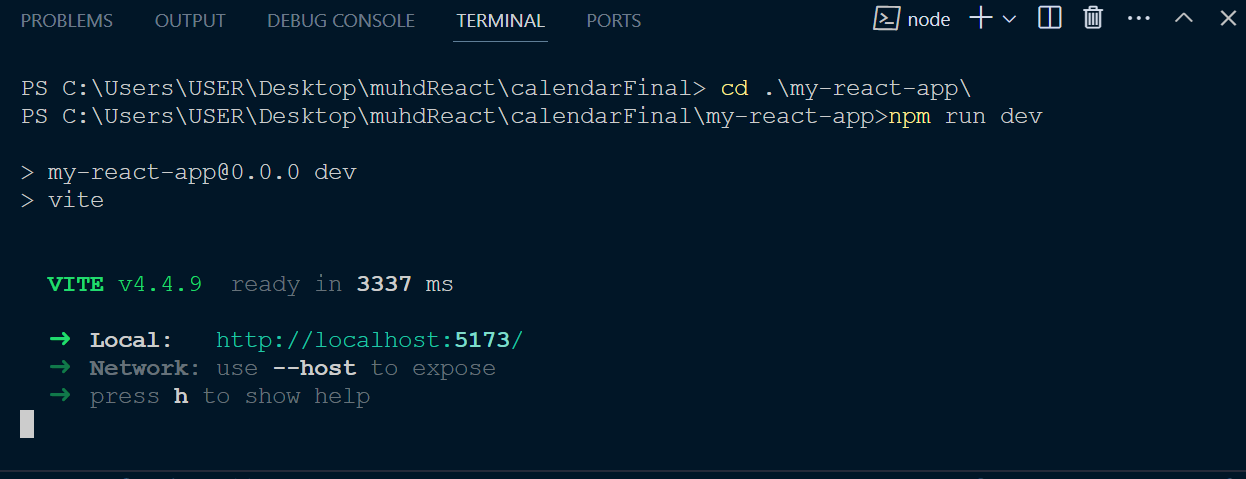 PROBLEMS OUTPUT DEBUG CONSOLE TERMINAL PORTS node
PS C:\Users\USER\Desktop\muhdReact\calendarFinal> cd .\my-react-app\
PS C:\Users\USER\Desktop\muhdReact\calendarFinal\my-react-app>npm run dev
> my-react-app@0.0.0 dev
> vite
VITE v4.4.9 ready in 3337 ms
➜ Local: http://localhost:5173/
➜ Network: use --host to expose
➜ press h to show help